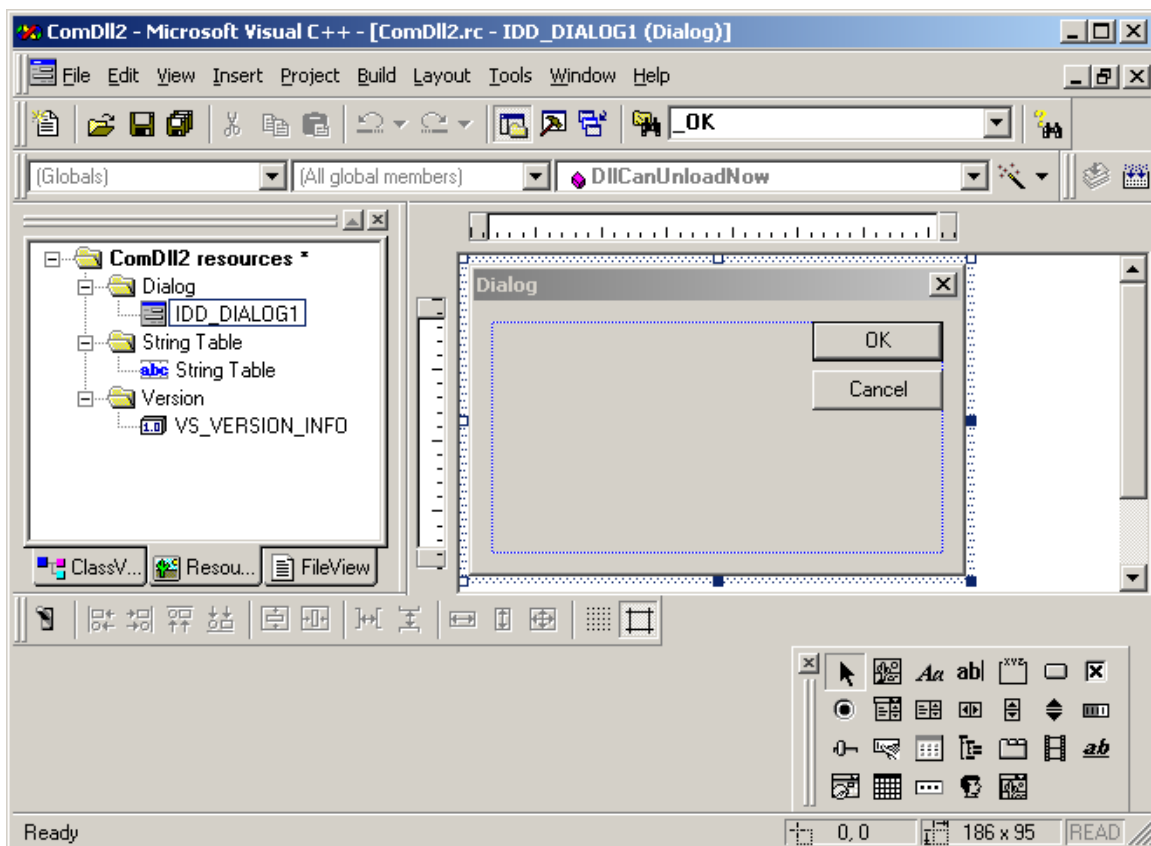 ComDll2 - Microsoft Visual C++ - [ComDll2.rc - IDD_DIALOG1 (Dialog)]
File Edit View Insert Project Build Layout Tools Window Help
_OK
(Globals) (All global members) DllCanUnloadNow
ComDll2 resources *
Dialog
IDD_DIALOG1
String Table
abc String Table
Version
1.0 VS_VERSION_INFO
ClassV... Resou... FileView
Dialog
OK
Cancel
Aa ab| XYZ
ab
Ready 0, 0 186 x 95 READ